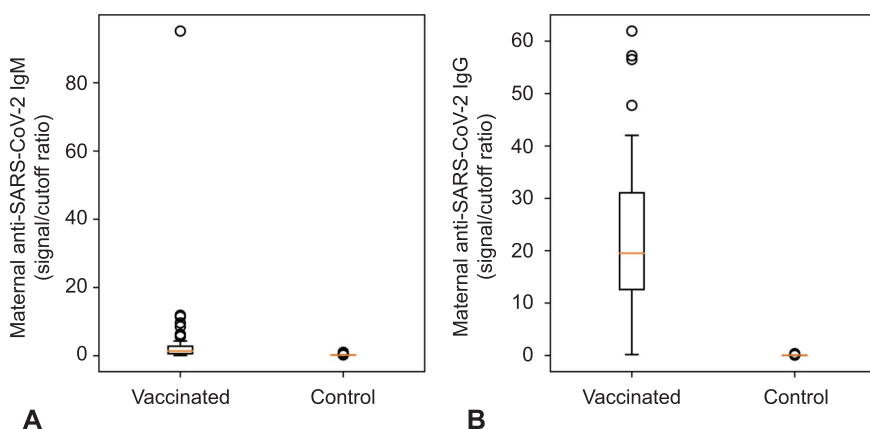 Maternal anti-SARS-CoV-2 IgM
(signal/cutoff ratio)
80
60
40
20
0
Vaccinated
Control
A
Maternal anti-SARS-CoV-2 IgG
(signal/cutoff ratio)
60
50
40
30
20
10
0
Vaccinated
Control
B